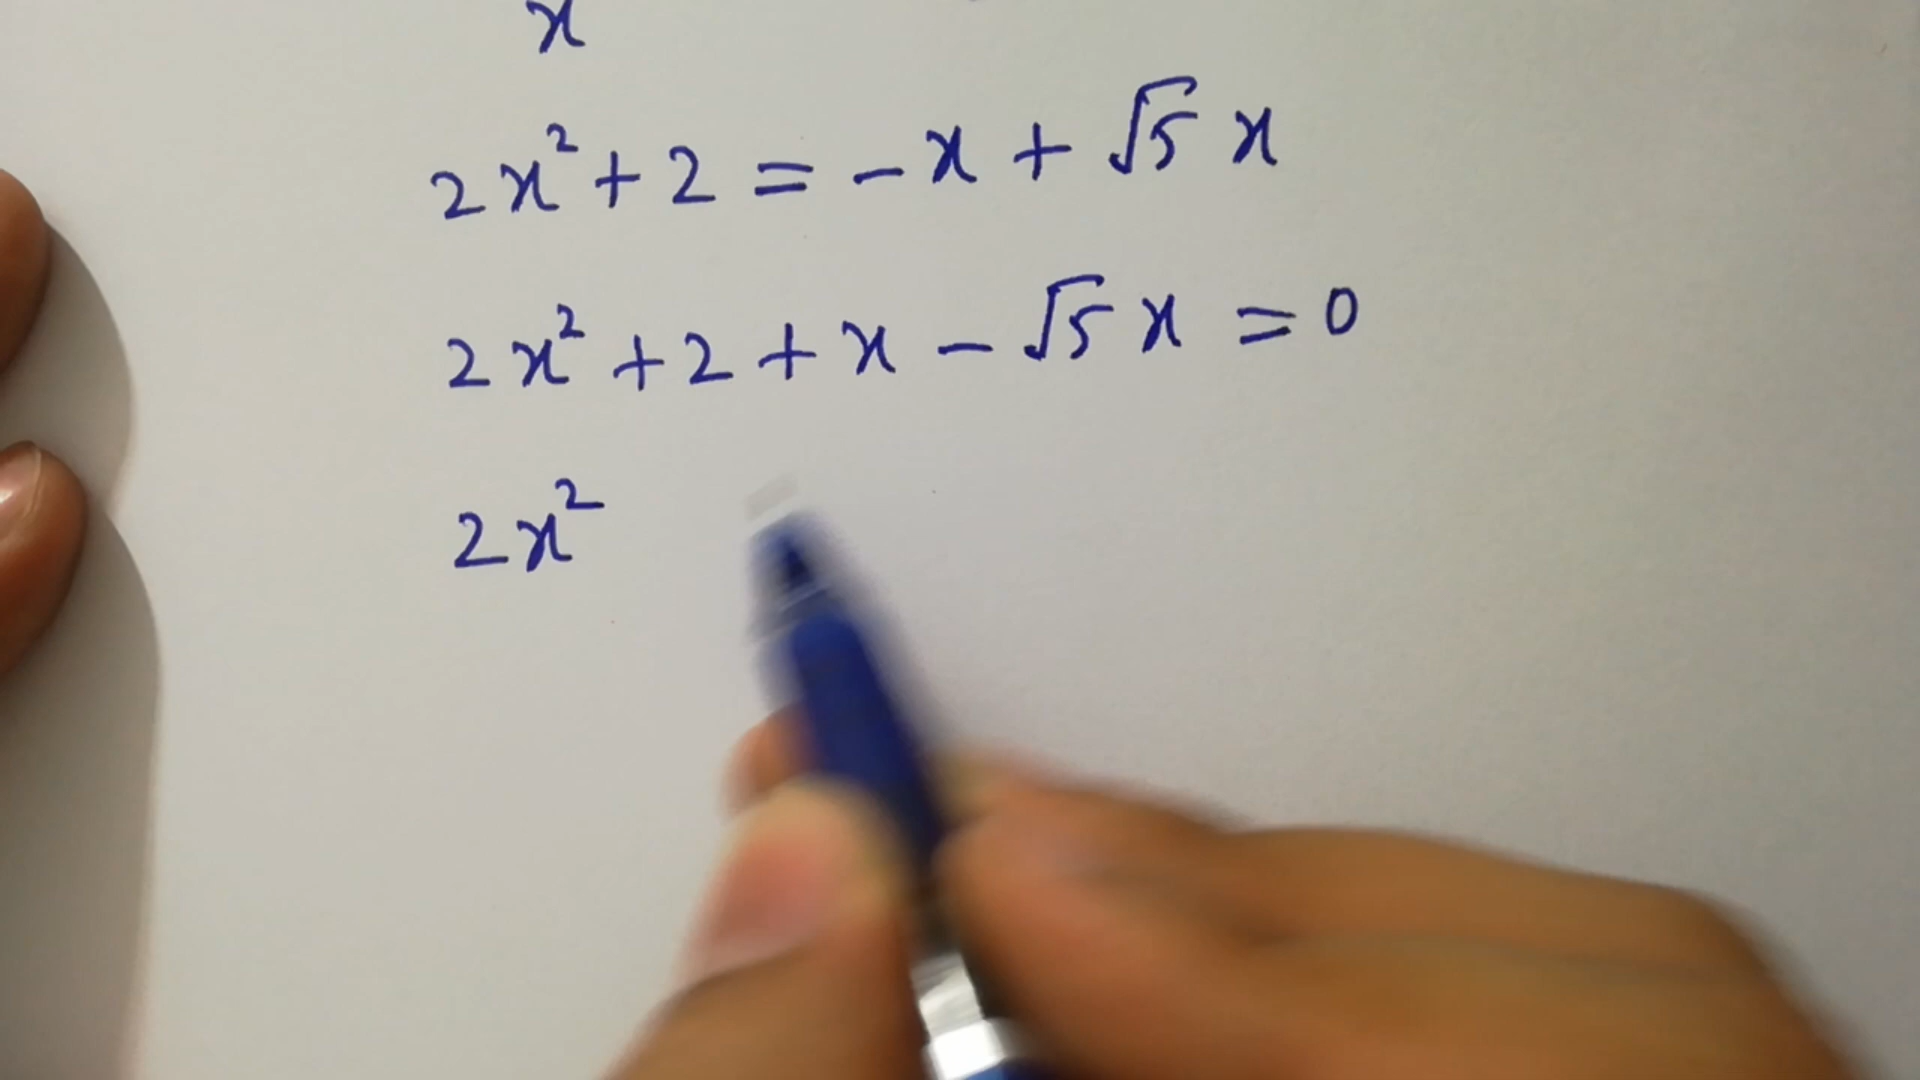 x
2x² + 2 = - x + √5 x
2x² + 2 + x - √5 x = 0
2x²